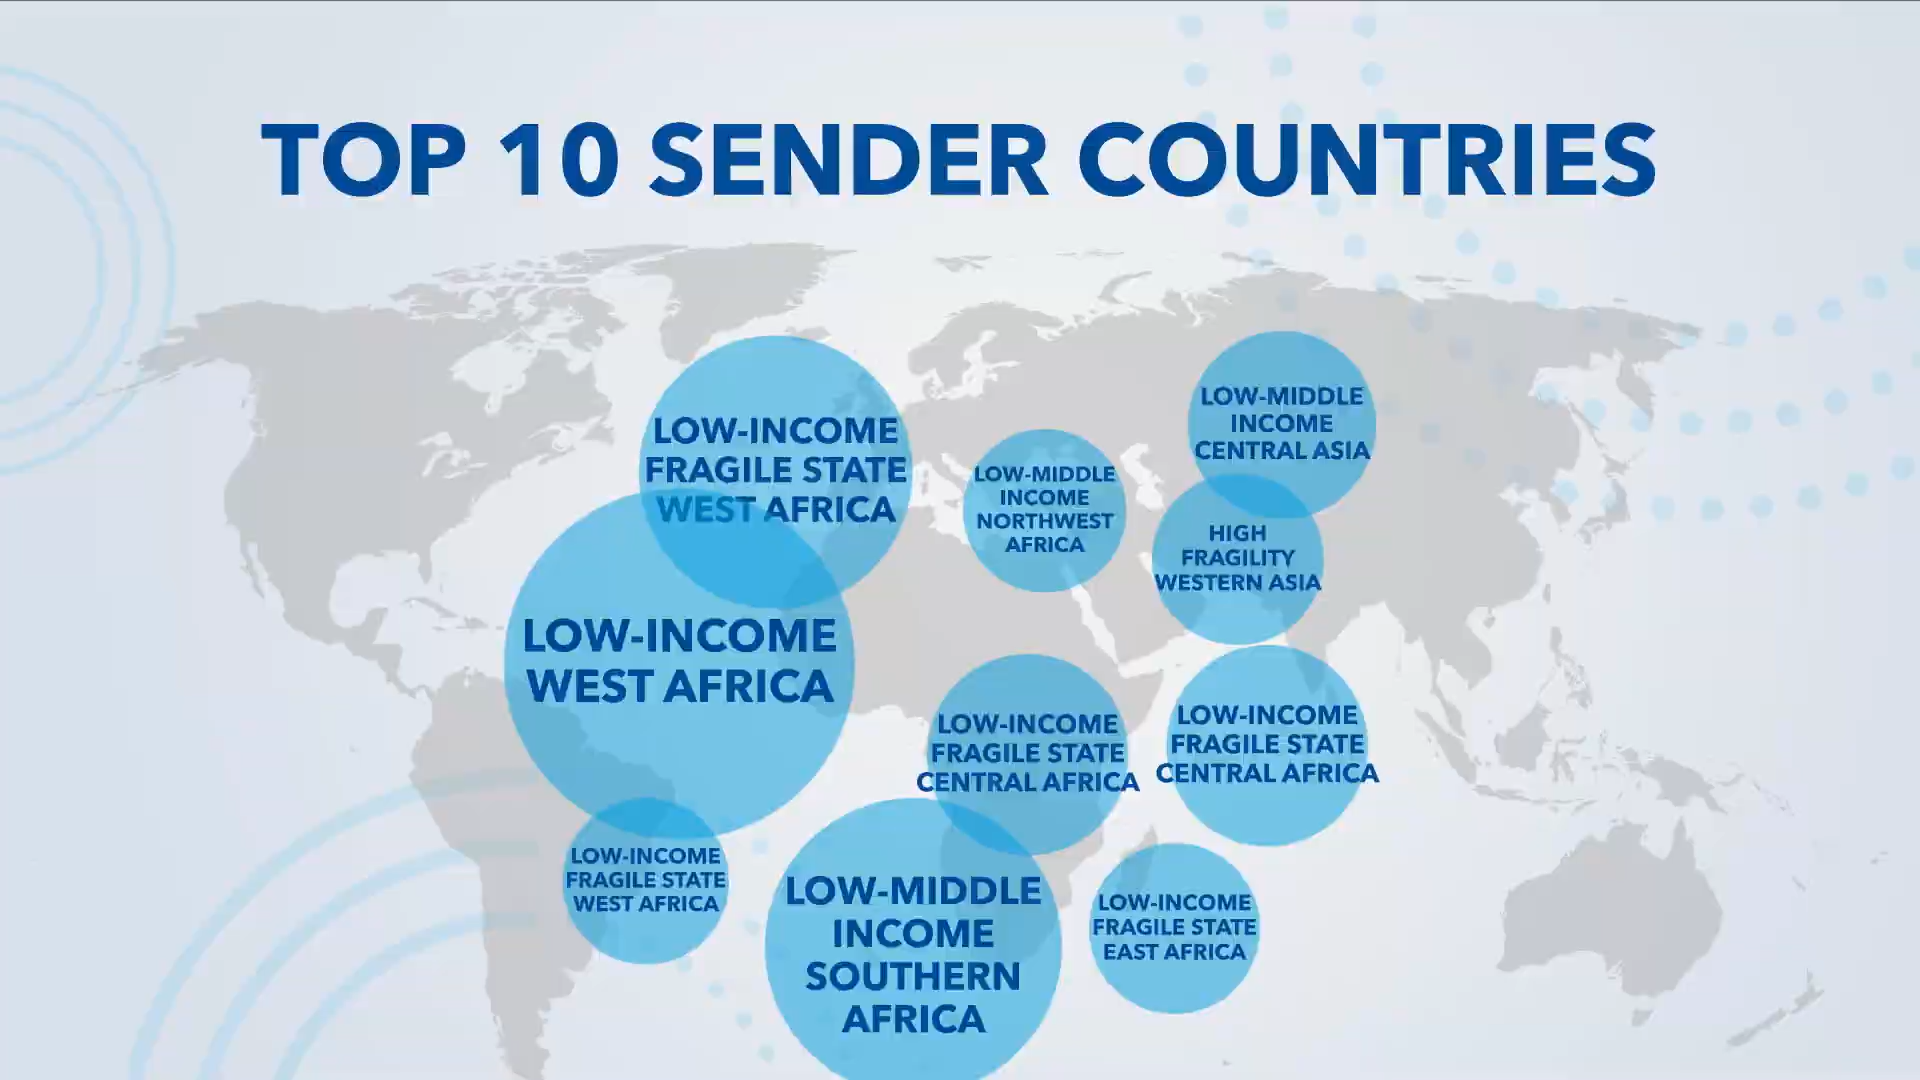 TOP 10 SENDER COUNTRIES
LOW-INCOME
FRAGILE STATE
WEST AFRICA
LOW-MIDDLE
INCOME
NORTHWEST
AFRICA
LOW-MIDDLE
INCOME
CENTRAL ASIA
HIGH
FRAGILITY
WESTERN ASIA
LOW-INCOME
WEST AFRICA
LOW-INCOME
FRAGILE STATE
CENTRAL AFRICA
LOW-INCOME
FRAGILE STATE
CENTRAL AFRICA
LOW-INCOME
FRAGILE STATE
WEST AFRICA
LOW-MIDDLE
INCOME
SOUTHERN
AFRICA
LOW-INCOME
FRAGILE STATE
EAST AFRICA